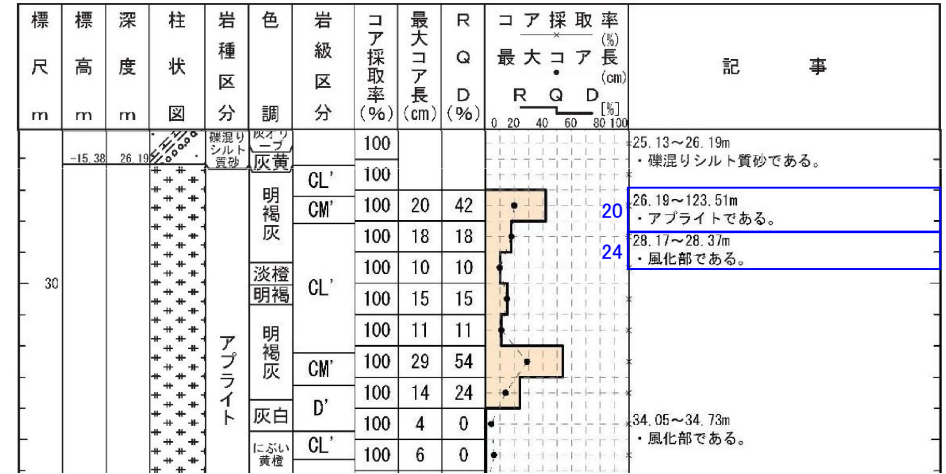 標尺 m
標高 m
深度 m
柱状図
岩種区分
色調
岩級区分
コア採取率(%)
最大コア長(cm)
RQD(%)
コア採取率(%)
最大コア長(cm)
RQD[%]
0 20 40 60 80 100
記事
-15.38 26.19
礫混りシルト質砂
灰オリーブ
灰黄
100
25.13~26.19m
・礫混りシルト質砂である。
明褐灰
CL'
100
CM'
100 20 42
20
26.19~123.51m
・アプライトである。
100 18 18
24
28.17~28.37m
・風化部である。
30
淡橙
明褐
CL'
100 10 10
100 15 15
100 11 11
アプライト
明褐灰
CM'
100 29 54
D'
100 14 24
灰白
100 4 0
34.05~34.73m
・風化部である。
にぶい黄橙
CL'
100 6 0